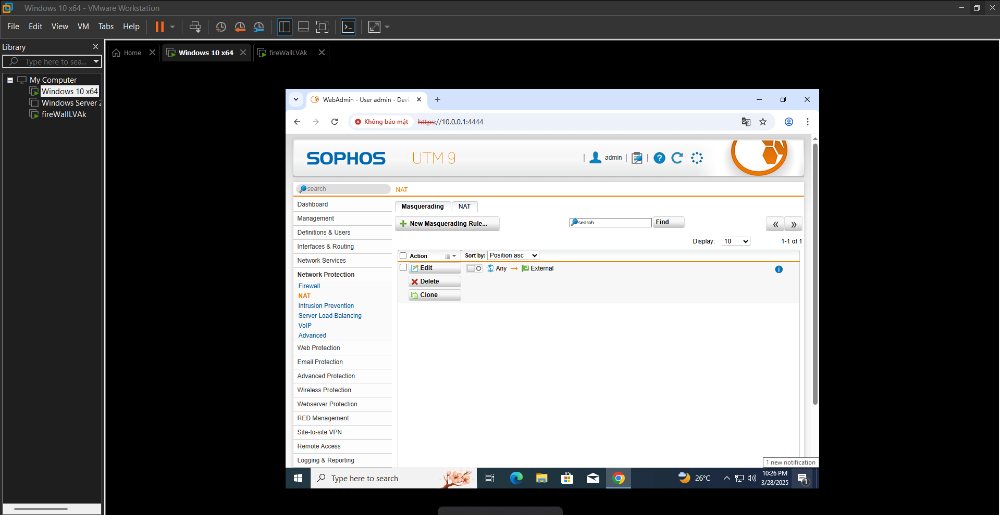 Windows 10 x64 - VMware Workstation
File Edit View VM Tabs Help
Library
Type here to sea...
My Computer
Windows 10 x64
Windows Server 2
fireWallLVAk
Home
Windows 10 x64
fireWallLVAk
WebAdmin - User admin - Devi
Không bảo mật
https://10.0.0.1:4444
SOPHOS
UTM 9
| admin | |
search
NAT
Dashboard
Management
Definitions & Users
Interfaces & Routing
Network Services
Network Protection
Firewall
NAT
Intrusion Prevention
Server Load Balancing
VoIP
Advanced
Web Protection
Email Protection
Advanced Protection
Wireless Protection
Webserver Protection
RED Management
Site-to-site VPN
Remote Access
Logging & Reporting
Masquerading
NAT
New Masquerading Rule...
search
Find
Display: 10
1-1 of 1
Action
Sort by: Position asc
Edit
Any
External
Delete
Clone
1 new notification
Type here to search
26°C
10:26 PM
3/28/2025
1